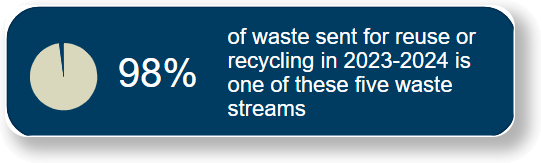 98%
of waste sent for reuse or
recycling in 2023-2024 is
one of these five waste
streams